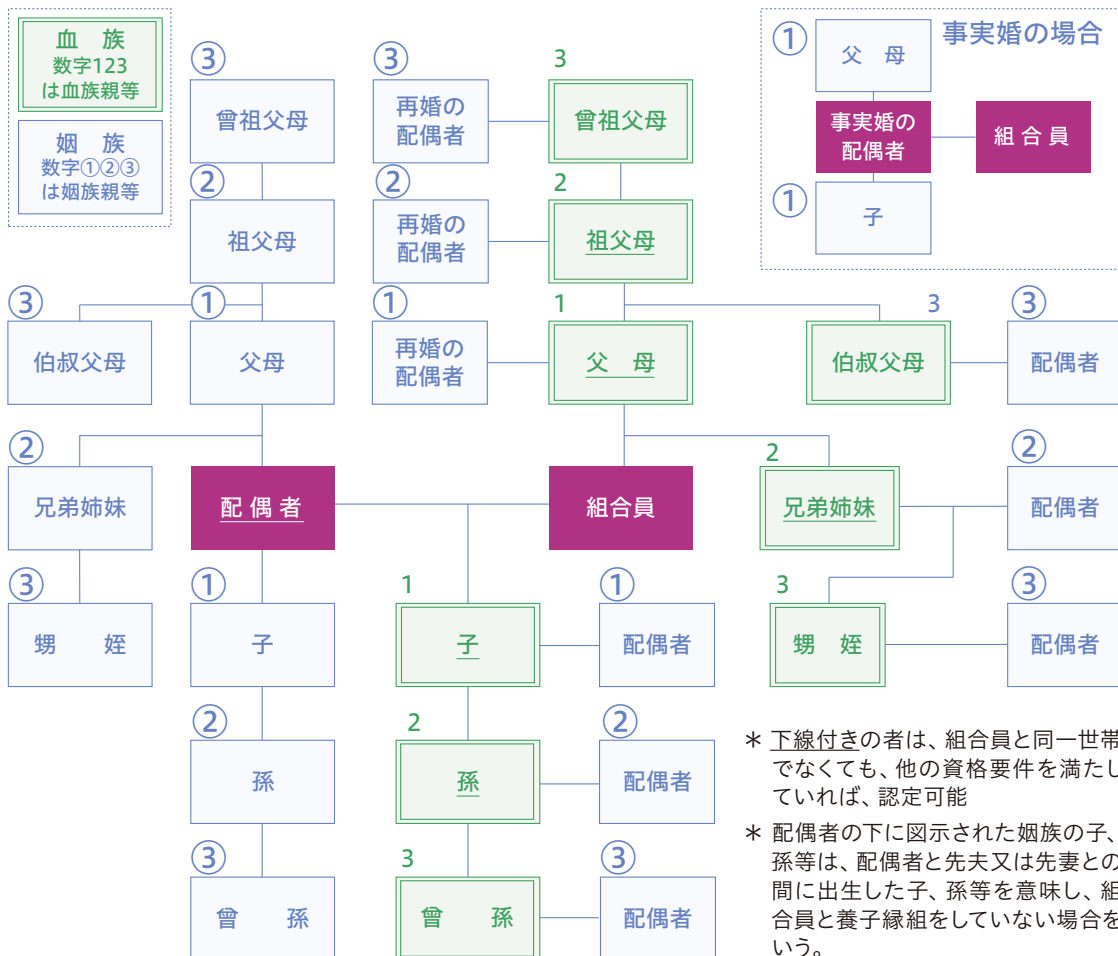 血 族
数字123
は血族親等
姻 族
数字①②③
は姻族親等
③
曾祖父母
③
再婚の
配偶者
3
曾祖父母
事実婚の場合
①
父 母
事実婚の
配偶者
組合員
①
子
②
祖父母
②
再婚の
配偶者
2
祖父母
③
伯叔父母
①
父母
①
再婚の
配偶者
1
父 母
3
伯叔父母
③
配偶者
②
兄弟姉妹
配偶者
組合員
2
兄弟姉妹
②
配偶者
③
甥 姪
①
子
1
子
①
配偶者
3
甥 姪
③
配偶者
②
孫
2
孫
②
配偶者
③
曾 孫
3
曾 孫
③
配偶者
＊ 下線付きの者は、組合員と同一世帯
でなくても、他の資格要件を満たし
ていれば、認定可能
＊ 配偶者の下に図示された姻族の子、
孫等は、配偶者と先夫又は先妻との
間に出生した子、孫等を意味し、組
合員と養子縁組をしていない場合を
いう。